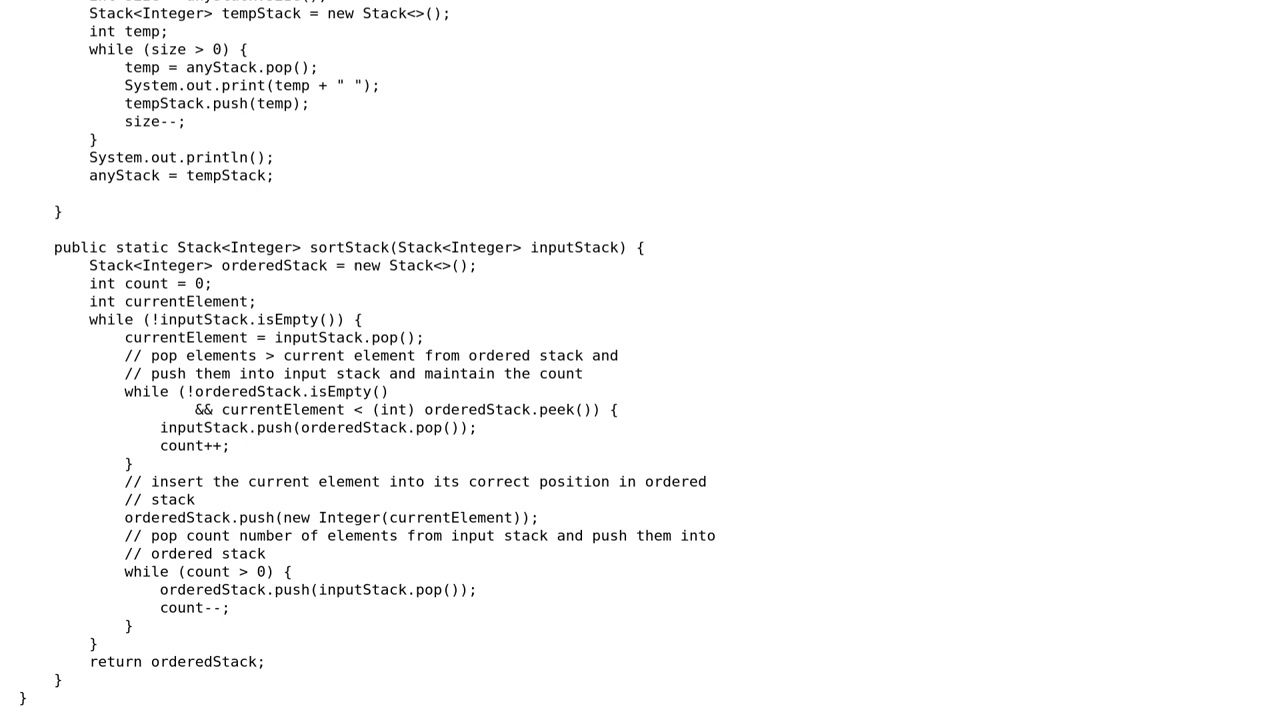 Stack<Integer> tempStack = new Stack<>();
        int temp;
        while (size > 0) {
            temp = anyStack.pop();
            System.out.print(temp + " ");
            tempStack.push(temp);
            size--;
        }
        System.out.println();
        anyStack = tempStack;

    }

    public static Stack<Integer> sortStack(Stack<Integer> inputStack) {
        Stack<Integer> orderedStack = new Stack<>();
        int count = 0;
        int currentElement;
        while (!inputStack.isEmpty()) {
            currentElement = inputStack.pop();
            // pop elements > current element from ordered stack and
            // push them into input stack and maintain the count
            while (!orderedStack.isEmpty()
                    && currentElement < (int) orderedStack.peek()) {
                inputStack.push(orderedStack.pop());
                count++;
            }
            // insert the current element into its correct position in ordered
            // stack
            orderedStack.push(new Integer(currentElement));
            // pop count number of elements from input stack and push them into
            // ordered stack
            while (count > 0) {
                orderedStack.push(inputStack.pop());
                count--;
            }
        }
        return orderedStack;
    }
}